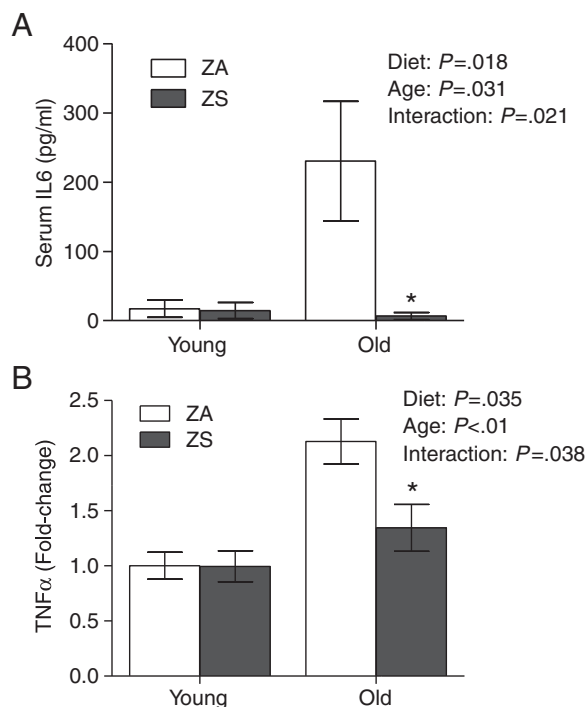 A
400
300
200
100
0
Serum IL6 (pg/ml)
ZA
ZS
Diet: P=.018
Age: P=.031
Interaction: P=.021
*
Young Old
B
2.5
2.0
1.5
1.0
0.5
0.0
TNFα (Fold-change)
ZA
ZS
Diet: P=.035
Age: P<.01
Interaction: P=.038
*
Young Old